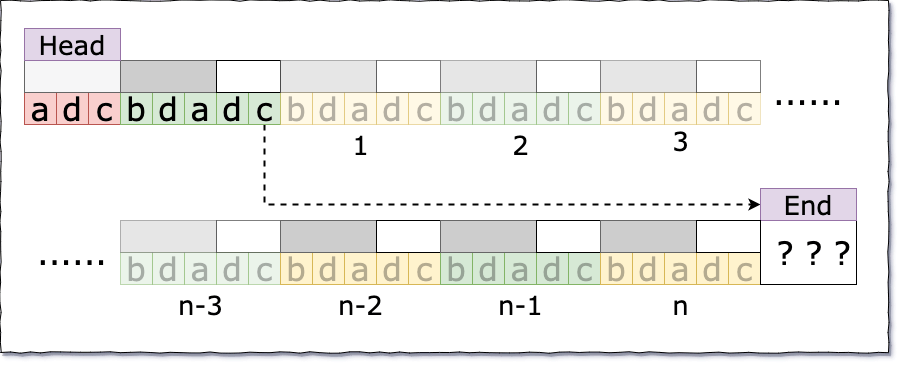 Head
a d c b d a d c b d a d c b d a d c b d a d c ......
1 2 3
End
...... b d a d c b d a d c b d a d c b d a d c ? ? ?
n-3 n-2 n-1 n